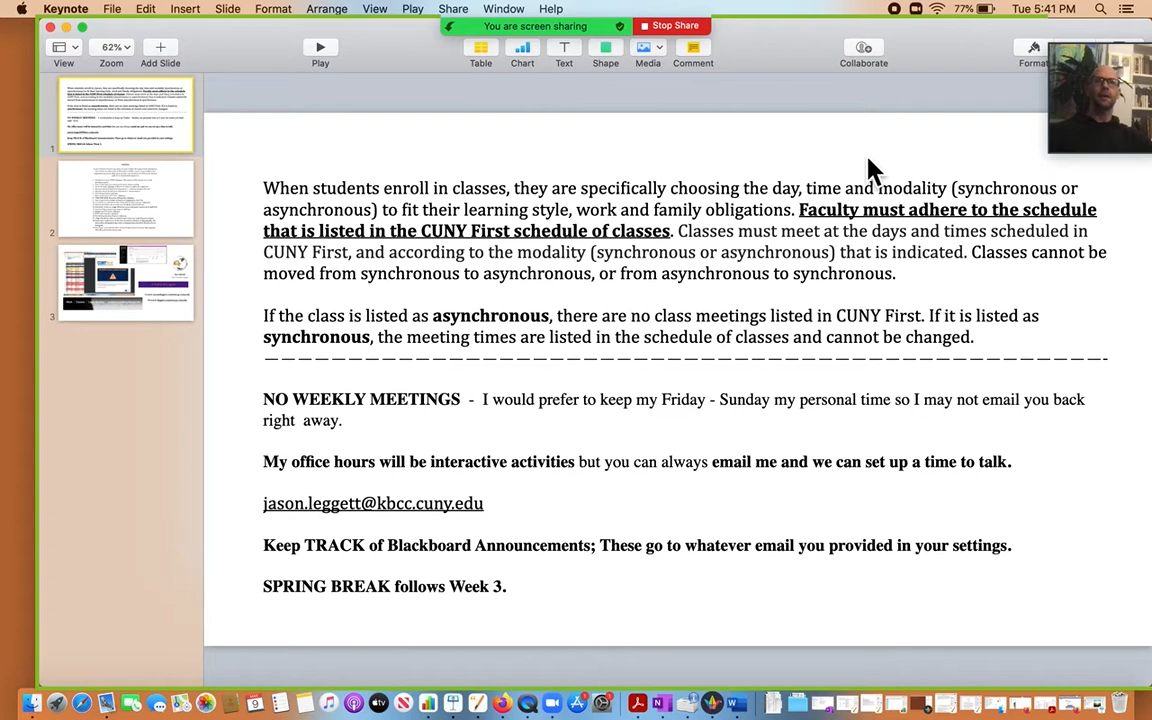 Keynote File Edit Insert Slide Format Arrange View Play Share Window Help 77% Tue 5:41 PM
You are screen sharing Stop Share
62%
View Zoom Add Slide Play Table Chart Text Shape Media Comment Collaborate Format
When students enroll in classes, they are specifically choosing the day, time and modality (synchronous or
asynchronous) to fit their learning style, work and family obligations. Faculty must adhere to the schedule
that is listed in the CUNY First schedule of classes. Classes must meet at the days and times scheduled in
CUNY First, and according to the modality (synchronous or asynchronous) that is indicated. Classes cannot be
moved from synchronous to asynchronous, or from asynchronous to synchronous.
If the class is listed as asynchronous, there are no class meetings listed in CUNY First. If it is listed as
synchronous, the meeting times are listed in the schedule of classes and cannot be changed.
NO WEEKLY MEETINGS - I would prefer to keep my Friday - Sunday my personal time so I may not email you back
right away.
My office hours will be interactive activities but you can always email me and we can set up a time to talk.
jason.leggett@kbcc.cuny.edu
Keep TRACK of Blackboard Announcements; These go to whatever email you provided in your settings.
SPRING BREAK follows Week 3.
1
2
3